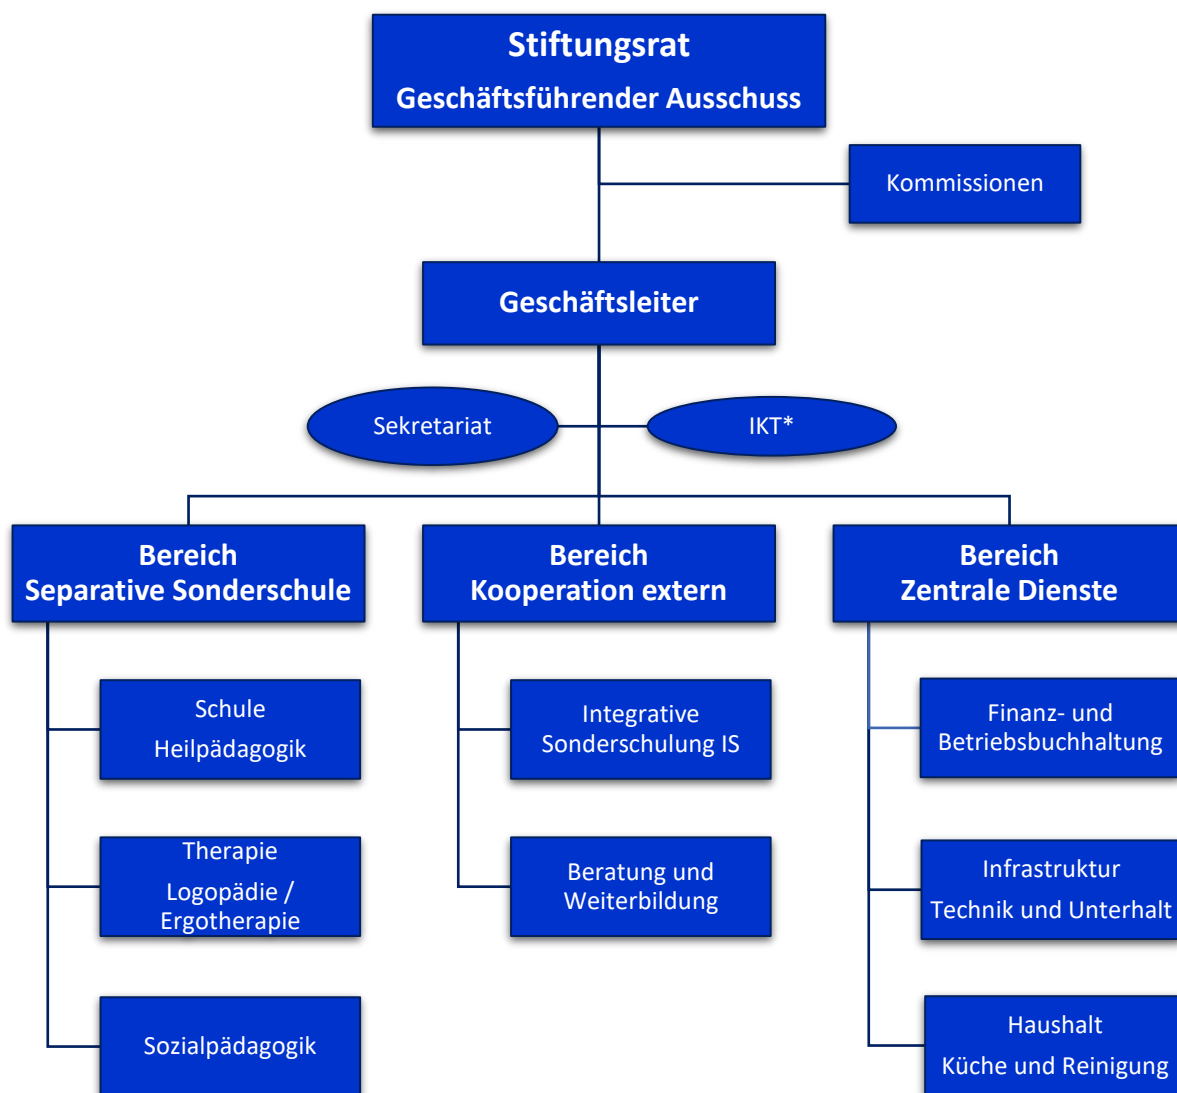 Stiftungsrat
Geschäftsführender Ausschuss
Kommissionen
Geschäftsleiter
Sekretariat
IKT*
Bereich
Separative Sonderschule
Bereich
Kooperation extern
Bereich
Zentrale Dienste
Schule
Heilpädagogik
Integrative
Sonderschulung IS
Finanz- und
Betriebsbuchhaltung
Therapie
Logopädie /
Ergotherapie
Beratung und
Weiterbildung
Infrastruktur
Technik und Unterhalt
Sozialpädagogik
Haushalt
Küche und Reinigung